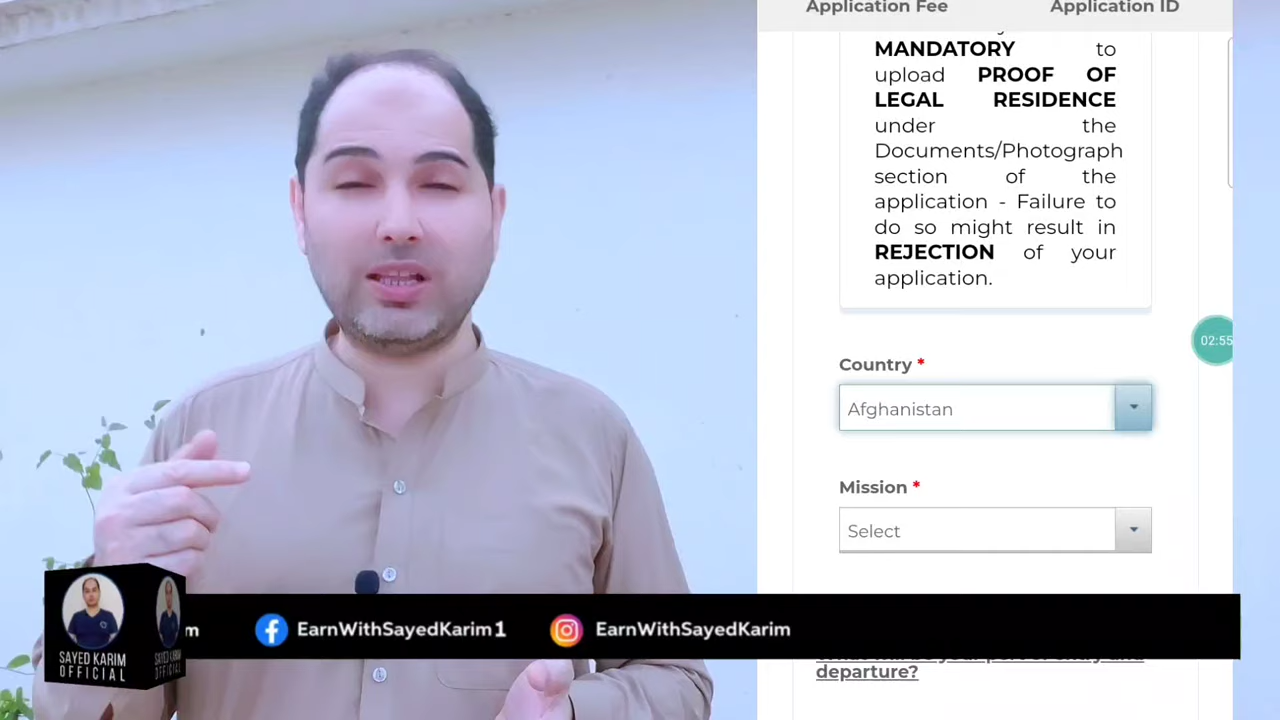 Application Fee
Application ID
MANDATORY to
upload PROOF OF
LEGAL RESIDENCE
under the
Documents/Photograph
section of the
application - Failure to
do so might result in
REJECTION of your
application.
02:55
Country *
Afghanistan
Mission *
Select
m
EarnWithSayedKarim1
EarnWithSayedKarim
SAYED KARIM
OFFICIAL
departure?